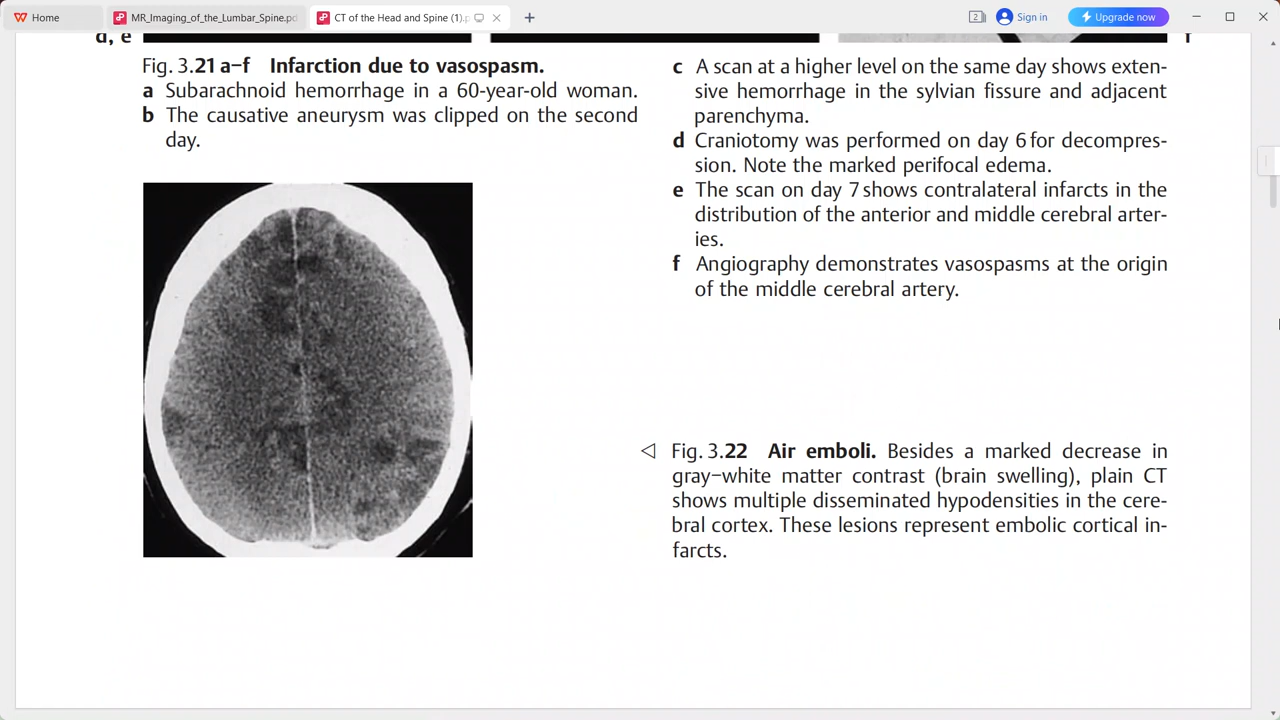 Home
MR_Imaging_of_the_Lumbar_Spine.pd
CT of the Head and Spine (1).p
2
Sign in
Upgrade now
d, e
f
Fig. 3.21 a–f Infarction due to vasospasm.
a Subarachnoid hemorrhage in a 60-year-old woman.
b The causative aneurysm was clipped on the second
day.
c A scan at a higher level on the same day shows exten-
sive hemorrhage in the sylvian fissure and adjacent
parenchyma.
d Craniotomy was performed on day 6 for decompres-
sion. Note the marked perifocal edema.
e The scan on day 7 shows contralateral infarcts in the
distribution of the anterior and middle cerebral arter-
ies.
f Angiography demonstrates vasospasms at the origin
of the middle cerebral artery.
◁ Fig. 3.22 Air emboli. Besides a marked decrease in
gray–white matter contrast (brain swelling), plain CT
shows multiple disseminated hypodensities in the cere-
bral cortex. These lesions represent embolic cortical in-
farcts.